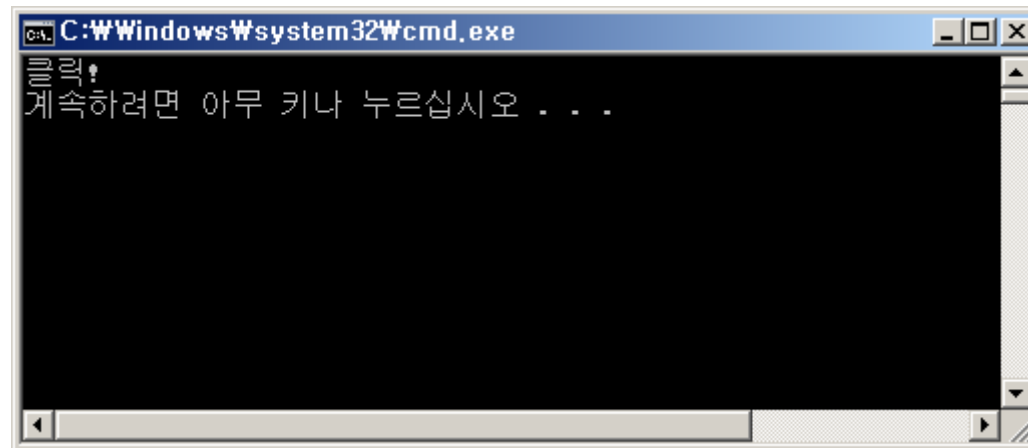 C:₩Windows₩system32₩cmd.exe
클릭!
계속하려면 아무 키나 누르십시오 . . .